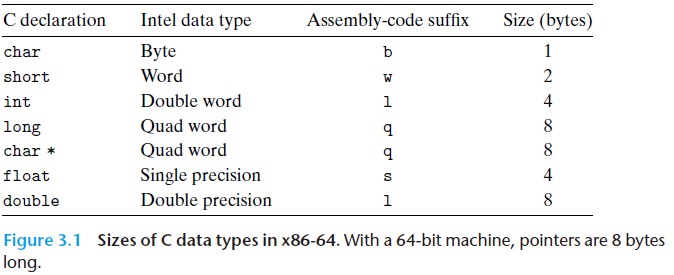 C declaration Intel data type Assembly-code suffix Size (bytes)
char Byte b 1
short Word w 2
int Double word l 4
long Quad word q 8
char * Quad word q 8
float Single precision s 4
double Double precision l 8
Figure 3.1 Sizes of C data types in x86-64. With a 64-bit machine, pointers are 8 bytes
long.